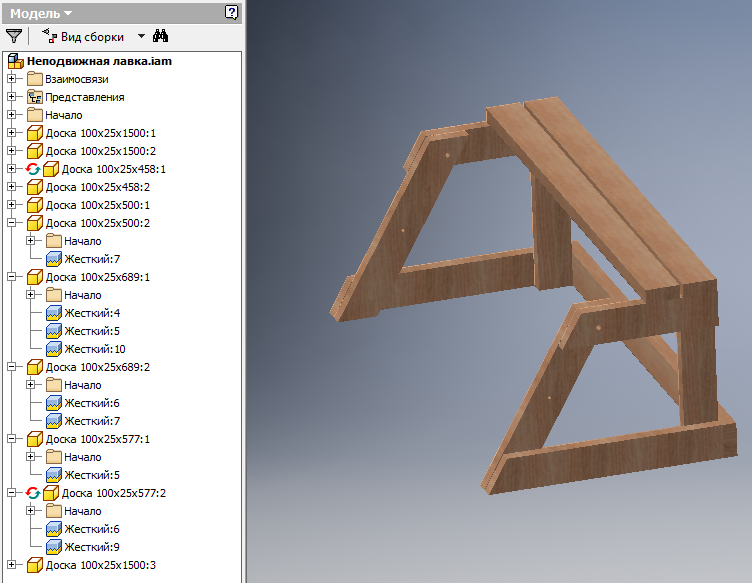 Модель
?
Вид сборки
Неподвижная лавка.iam
Взаимосвязи
Представления
Начало
Доска 100x25x1500:1
Доска 100x25x1500:2
Доска 100x25x458:1
Доска 100x25x458:2
Доска 100x25x500:1
Доска 100x25x500:2
Начало
Жесткий:7
Доска 100x25x689:1
Начало
Жесткий:4
Жесткий:5
Жесткий:10
Доска 100x25x689:2
Начало
Жесткий:6
Жесткий:7
Доска 100x25x577:1
Начало
Жесткий:5
Доска 100x25x577:2
Начало
Жесткий:6
Жесткий:9
Доска 100x25x1500:3